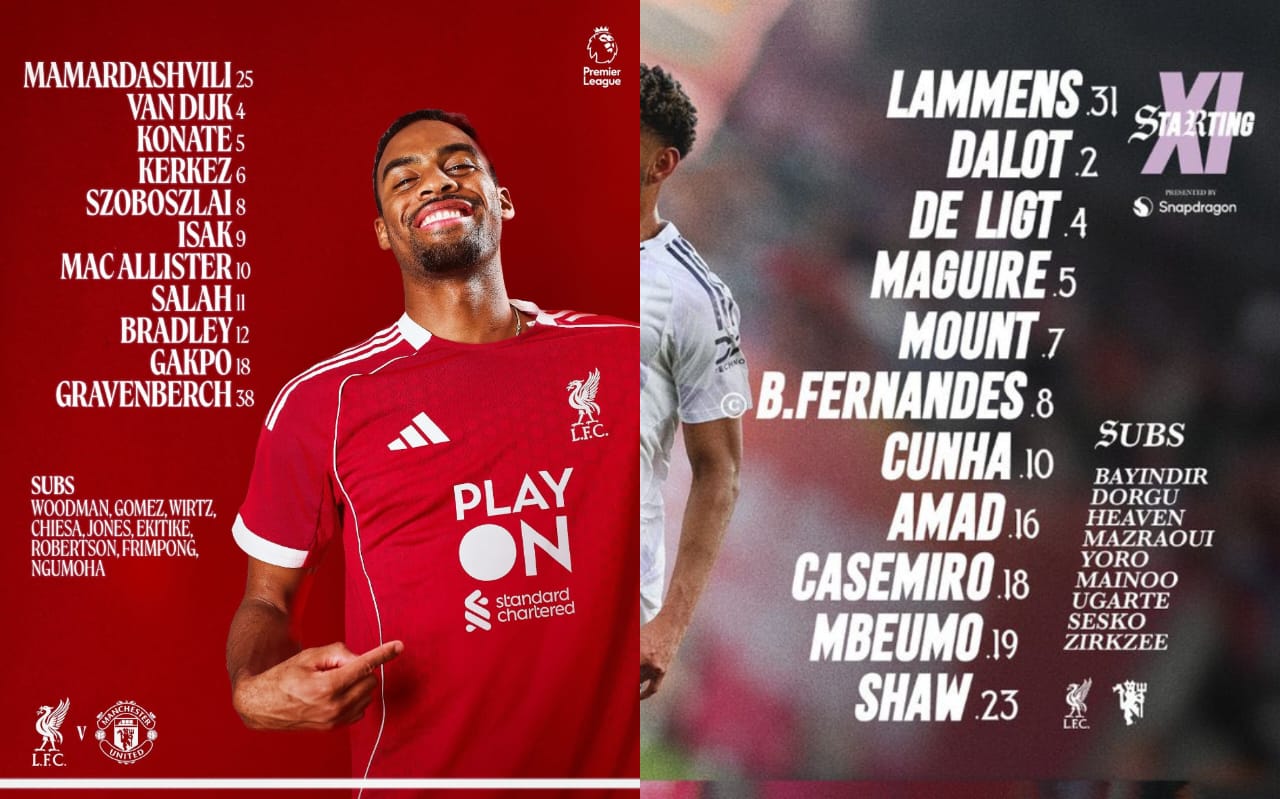 MAMARDASHVILI 25
VAN DIJK 4
KONATE 5
KERKEZ 6
SZOBOSZLAI 8
ISAK 9
MAC ALLISTER 10
SALAH 11
BRADLEY 12
GAKPO 18
GRAVENBERCH 38
SUBS
WOODMAN, GOMEZ, WIRTZ,
CHIESA, JONES, EKITIKE,
ROBERTSON, FRIMPONG,
NGUMOHA
L.F.C.
V
MANCHESTER
UNITED
Premier
League
L.F.C.
PLAY
ON
standard
chartered
LAMMENS .31
DALOT .2
DE LIGT .4
MAGUIRE .5
MOUNT .7
© B.FERNANDES .8
CUNHA .10
AMAD .16
CASEMIRO .18
MBEUMO .19
SHAW .23
XI
STARTING
PRESENTED BY
Snapdragon
SUBS
BAYINDIR
DORGU
HEAVEN
MAZRAOUI
YORO
MAINOO
UGARTE
SESKO
ZIRKZEE
L.F.C.